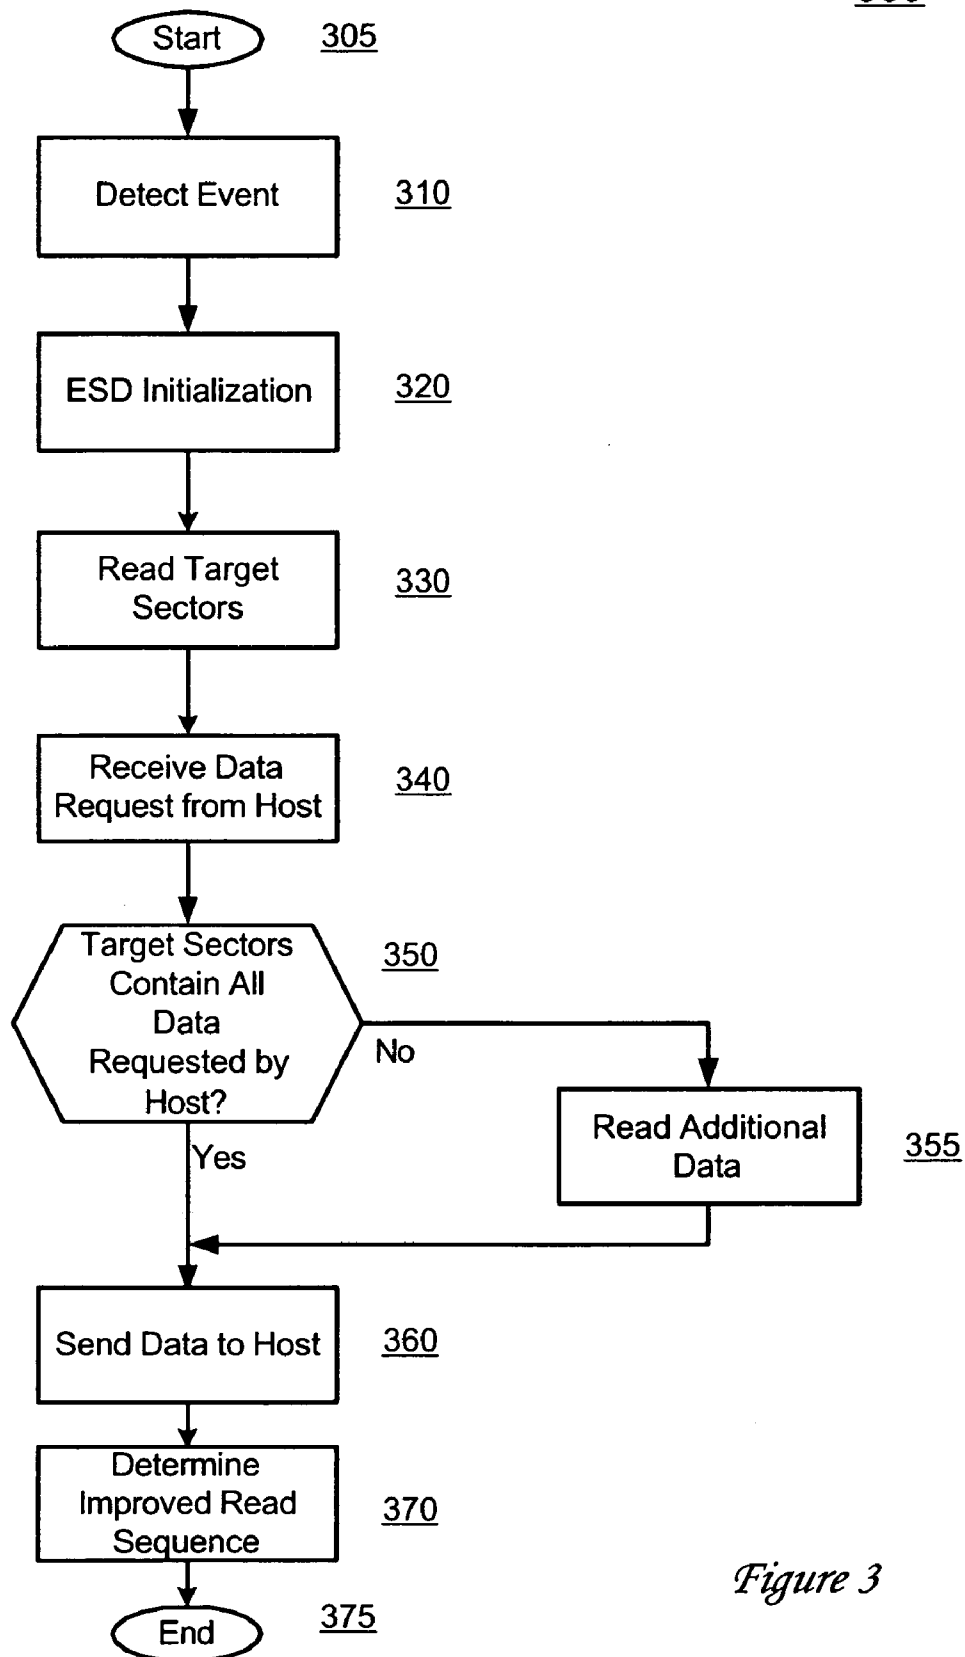 Start 305
Detect Event 310
ESD Initialization 320
Read Target
Sectors
330
Receive Data
Request from Host
340
Target Sectors
Contain All
Data
Requested by
Host?
350
No
Yes
Read Additional
Data
355
Send Data to Host 360
Determine
Improved Read
Sequence
370
End 375
Figure 3